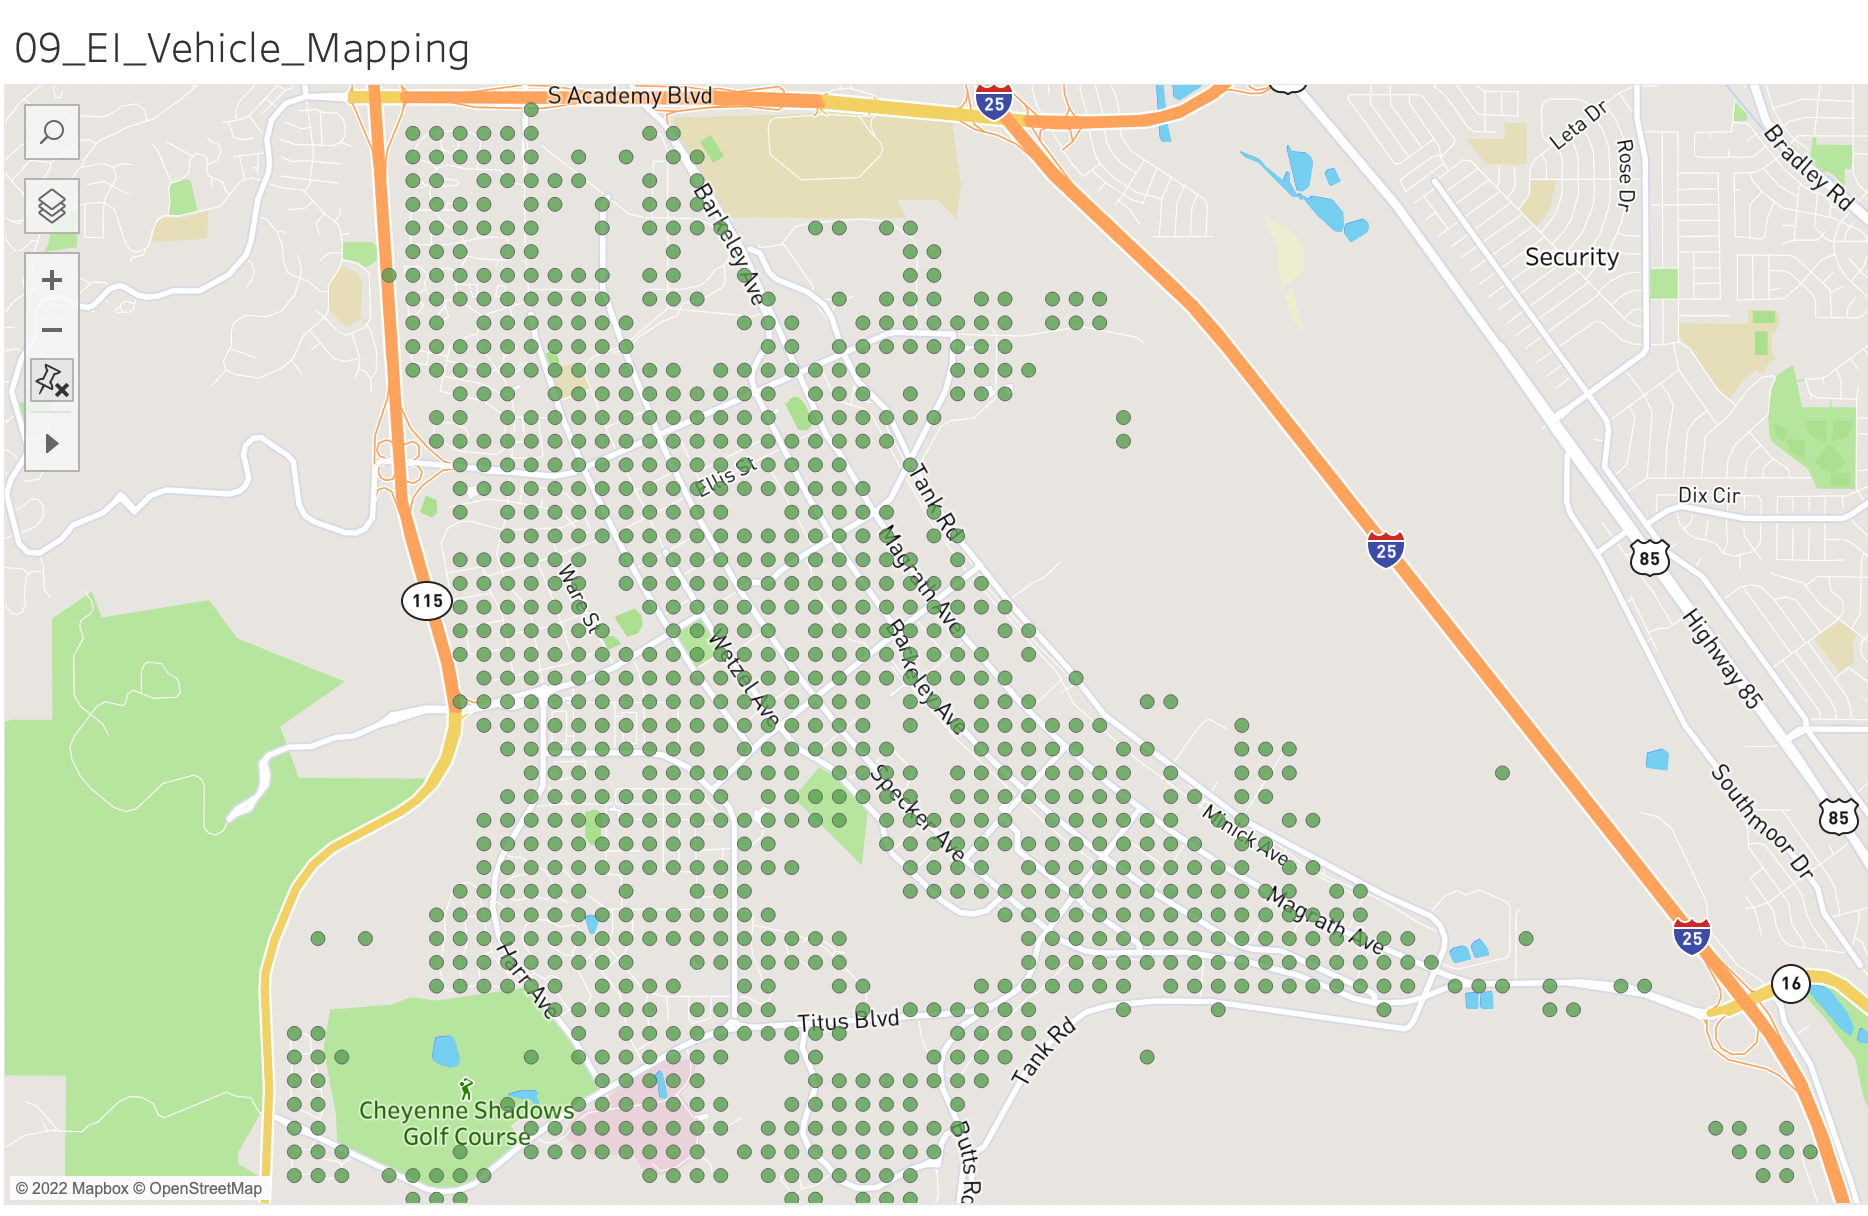 09_EI_Vehicle_Mapping
S Academy Blvd
25
Leta Dr
Rose Dr
Bradley Rd
Barkeley Ave
Security
Ellis St
Tank Rd
Dix Cir
25
85
Magrath Ave
Ware St
115
Highway 85
Wetzel Ave
Barkeley Ave
Specker Ave
Minick Ave
Southmoor Dr
85
Magrath Ave
25
Harr Ave
16
Titus Blvd
Tank Rd
Cheyenne Shadows
Golf Course
Butts Rd
© 2022 Mapbox © OpenStreetMap